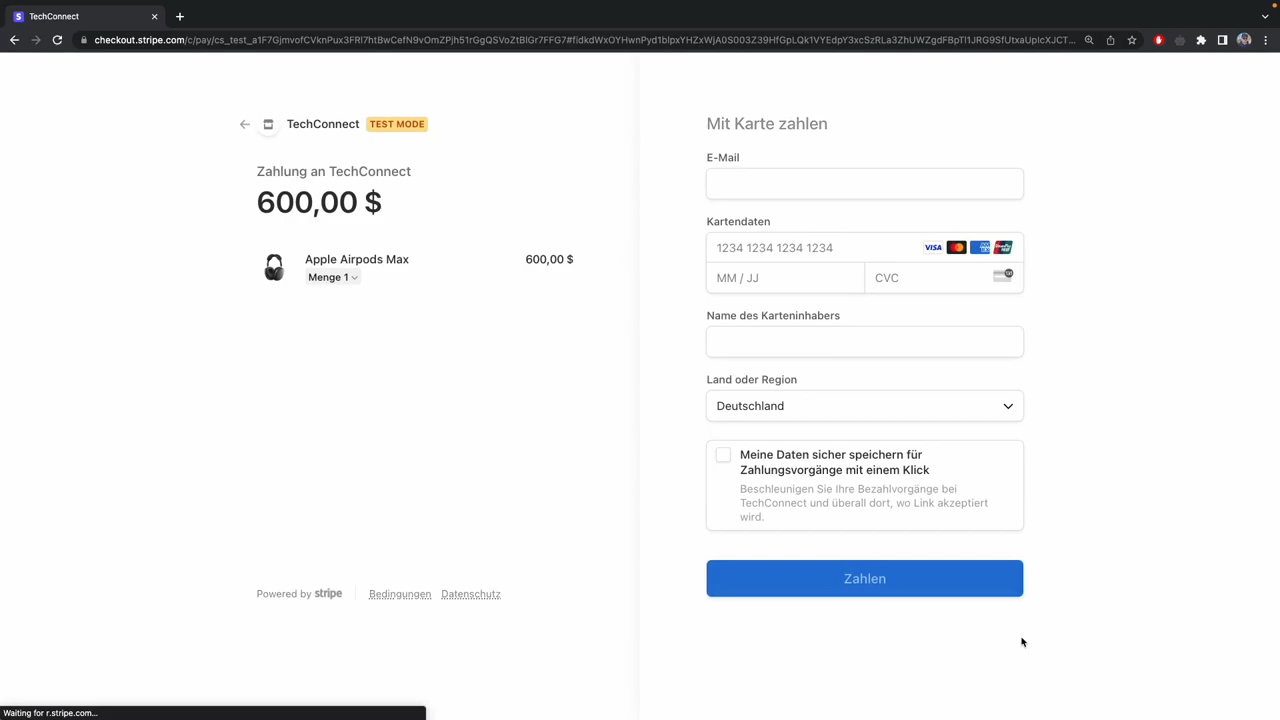 TechConnect
checkout.stripe.com/c/pay/cs_test_a1F7GjmvofCVknPux3FRl7htBwCefN9vOmZPjh51rGgQSVoZtBlGr7FFG7#fidkdWxOYHwnPyd1blpxYHZxWjA0S003Z39HfGpLQk1VYEdpY3xcSzRLa3ZhUWZgdFBpTl1JRG9SfUtxaUplcXJCT...
TechConnect TEST MODE
Zahlung an TechConnect
600,00 $
Apple Airpods Max 600,00 $
Menge 1
Powered by stripe Bedingungen Datenschutz
Mit Karte zahlen
E-Mail
Kartendaten
1234 1234 1234 1234 VISA
MM / JJ CVC
Name des Karteninhabers
Land oder Region
Deutschland
Meine Daten sicher speichern für
Zahlungsvorgänge mit einem Klick
Beschleunigen Sie Ihre Bezahlvorgänge bei
TechConnect und überall dort, wo Link akzeptiert
wird.
Zahlen
Waiting for r.stripe.com...